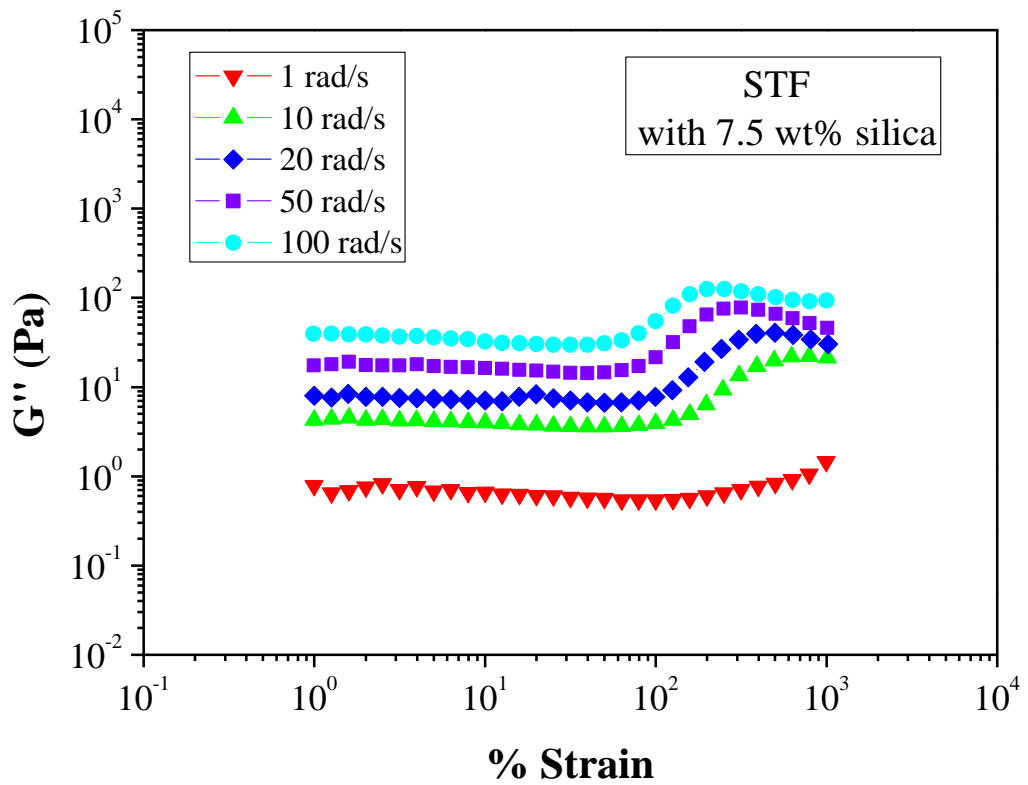 10^5
10^4
10^3
10^2
10^1
10^0
10^-1
10^-2
G'' (Pa)
1 rad/s
10 rad/s
20 rad/s
50 rad/s
100 rad/s
STF
with 7.5 wt% silica
10^-1
10^0
10^1
10^2
10^3
10^4
% Strain